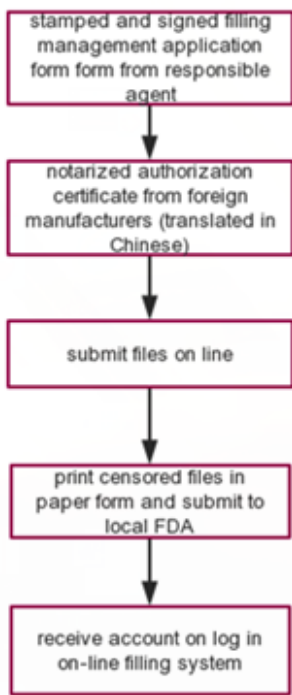 stamped and signed filling
management application
form form from responsible
agent
notarized authorization
certificate from foreign
manufacturers (translated in
Chinese)
submit files on line
print censored files in
paper form and submit to
local FDA
receive account on log in
on-line filling system